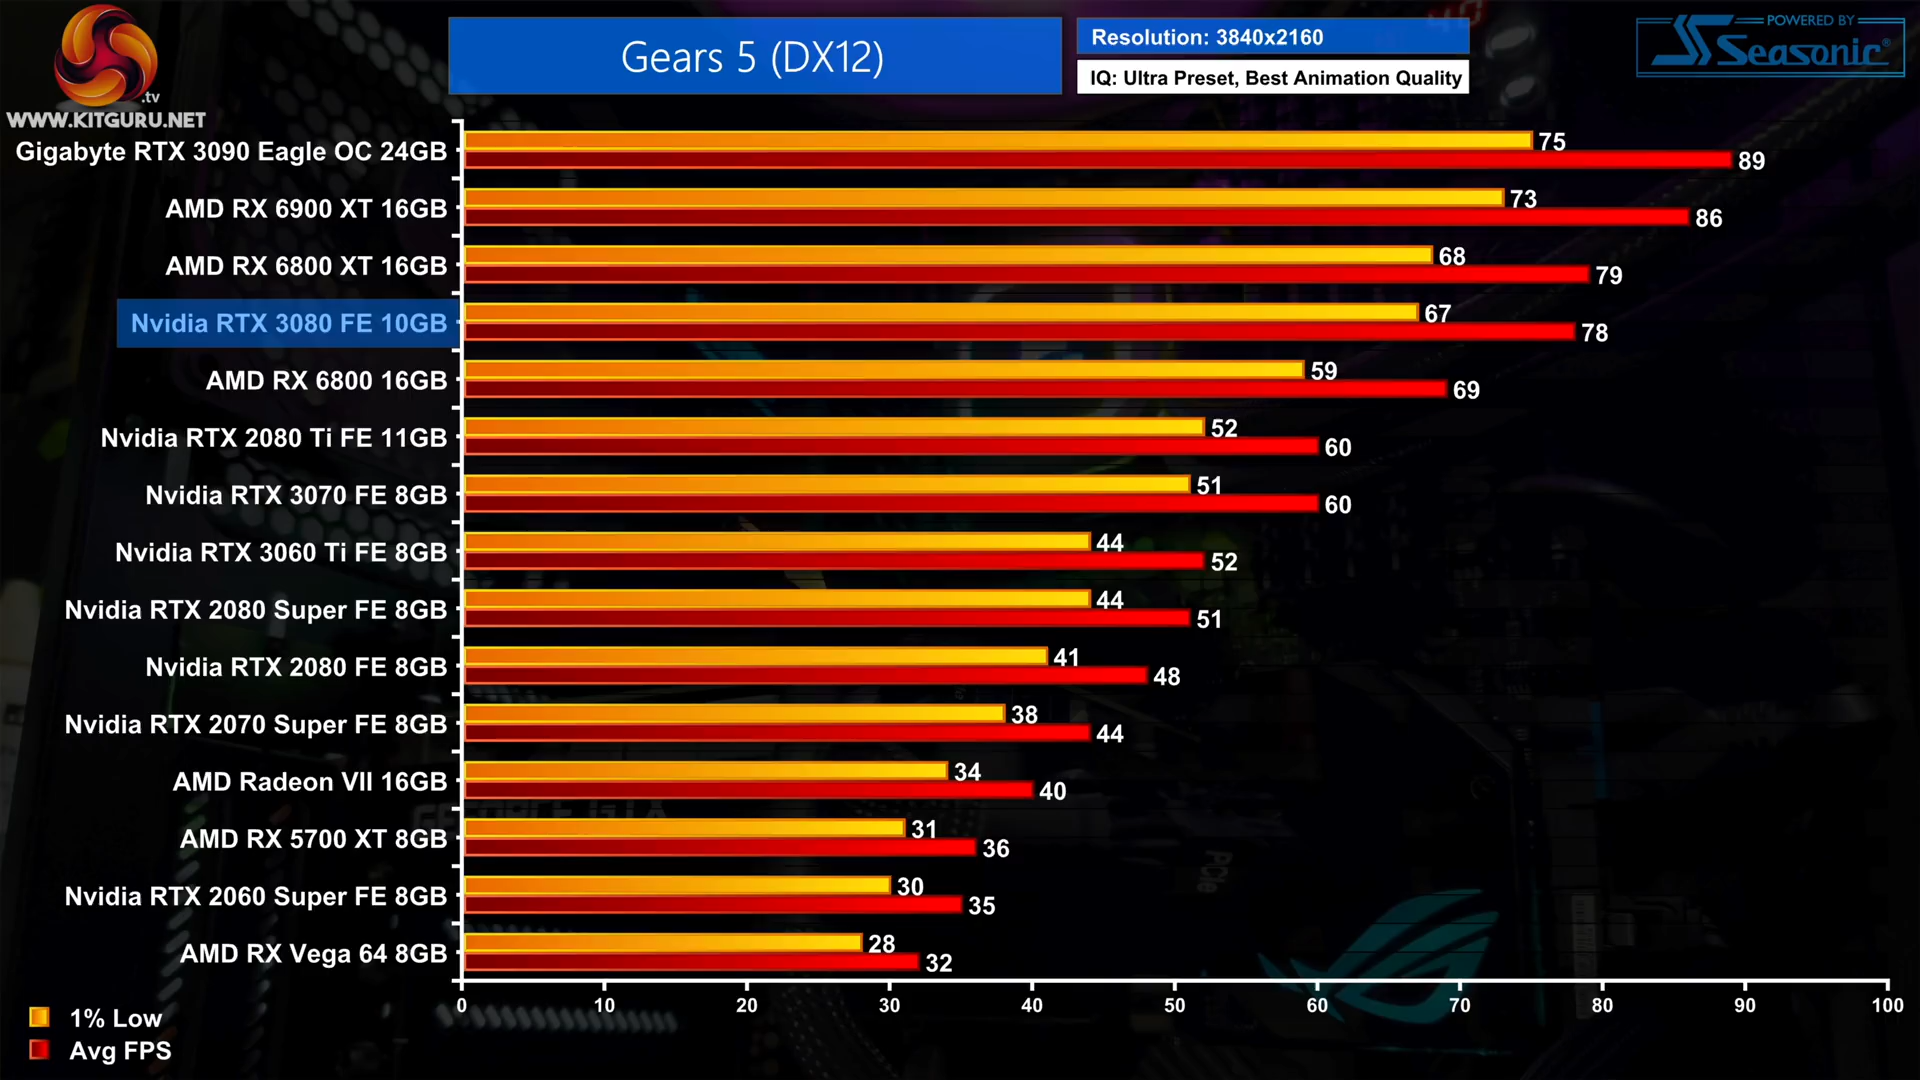 Gears 5 (DX12)
Resolution: 3840x2160
IQ: Ultra Preset, Best Animation Quality
POWERED BY
Seasonic®
.tv
WWW.KITGURU.NET
Gigabyte RTX 3090 Eagle OC 24GB
75
89
AMD RX 6900 XT 16GB
73
86
AMD RX 6800 XT 16GB
68
79
Nvidia RTX 3080 FE 10GB
67
78
AMD RX 6800 16GB
59
69
Nvidia RTX 2080 Ti FE 11GB
52
60
Nvidia RTX 3070 FE 8GB
51
60
Nvidia RTX 3060 Ti FE 8GB
44
52
Nvidia RTX 2080 Super FE 8GB
44
51
Nvidia RTX 2080 FE 8GB
41
48
Nvidia RTX 2070 Super FE 8GB
38
44
AMD Radeon VII 16GB
34
40
AMD RX 5700 XT 8GB
31
36
Nvidia RTX 2060 Super FE 8GB
30
35
AMD RX Vega 64 8GB
28
32
0 10 20 30 40 50 60 70 80 90 100
1% Low
Avg FPS
GEFORCE GTX
PCIe